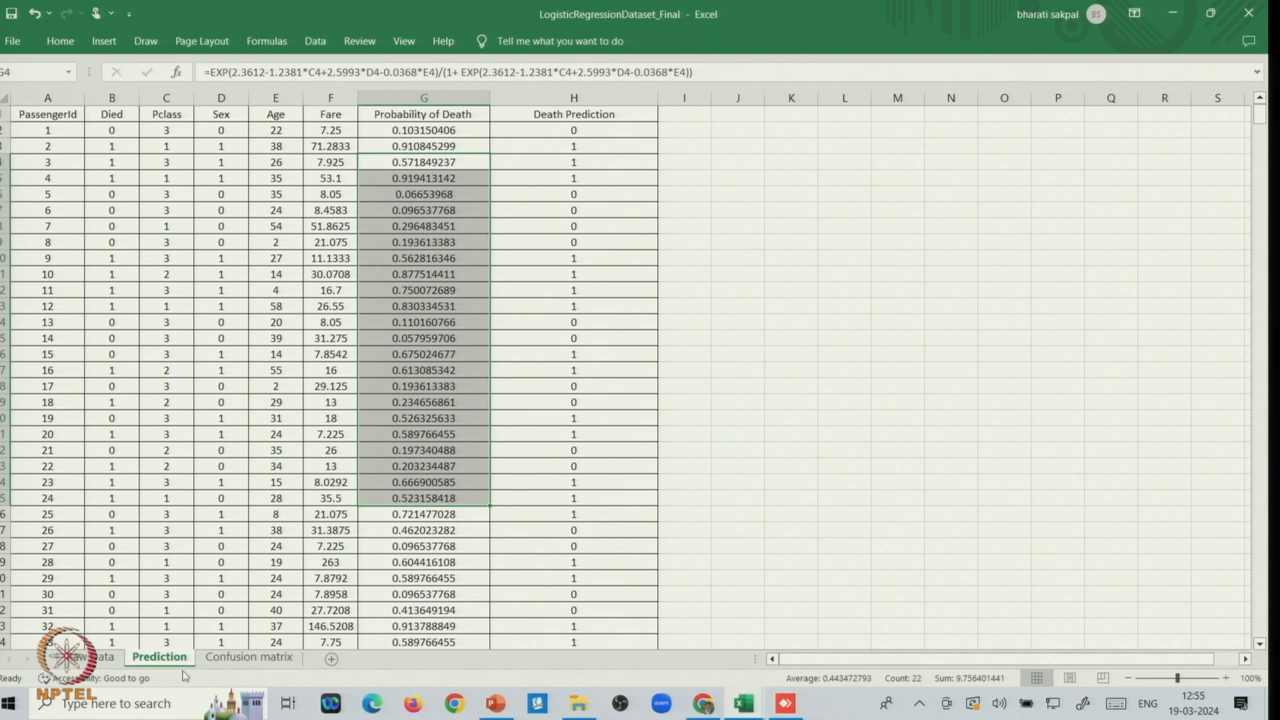 LogisticRegressionDataset_Final - Excel
bharati sakpal BS
File Home Insert Draw Page Layout Formulas Data Review View Help Tell me what you want to do
G4 fx =EXP(2.3612-1.2381*C4+2.5993*D4-0.0368*E4)/(1+ EXP(2.3612-1.2381*C4+2.5993*D4-0.0368*E4))
A B C D E F G H I J K L M N O P Q R S
PassengerId Died Pclass Sex Age Fare Probability of Death Death Prediction
1 0 3 0 22 7.25 0.103150406 0
2 1 1 1 38 71.2833 0.910845299 1
3 1 3 1 26 7.925 0.571849237 1
4 1 1 1 35 53.1 0.919413142 1
5 0 3 0 35 8.05 0.06653968 0
6 0 3 0 24 8.4583 0.096537768 0
7 0 1 0 54 51.8625 0.296483451 0
8 0 3 0 2 21.075 0.193613383 0
9 1 3 1 27 11.1333 0.562816346 1
10 1 2 1 14 30.0708 0.877514411 1
11 1 3 1 4 16.7 0.750072689 1
12 1 1 1 58 26.55 0.830334531 1
13 0 3 0 20 8.05 0.110160766 0
14 0 3 0 39 31.275 0.057959706 0
15 0 3 1 14 7.8542 0.675024677 1
16 1 2 1 55 16 0.613085342 1
17 0 3 0 2 29.125 0.193613383 0
18 1 2 0 29 13 0.234656861 0
19 0 3 1 31 18 0.526325633 1
20 1 3 1 24 7.225 0.589766455 1
21 0 2 0 35 26 0.197340488 0
22 1 2 0 34 13 0.203234487 0
23 1 3 1 15 8.0292 0.666900585 1
24 1 1 0 28 35.5 0.523158418 1
25 0 3 1 8 21.075 0.721477028 1
26 1 3 1 38 31.3875 0.462023282 0
27 0 3 0 24 7.225 0.096537768 0
28 0 1 0 19 263 0.604416108 1
29 1 3 1 24 7.8792 0.589766455 1
30 0 3 0 24 7.8958 0.096537768 0
31 0 1 0 40 27.7208 0.413649194 0
32 1 1 1 37 146.5208 0.913788849 1
1 3 1 24 7.75 0.589766455 1
Data Prediction Confusion matrix
Ready Accessibility: Good to go Average: 0.443472793 Count: 22 Sum: 9.756401441 100%
NPTEL
Type here to search zoom ENG 12:55
19-03-2024